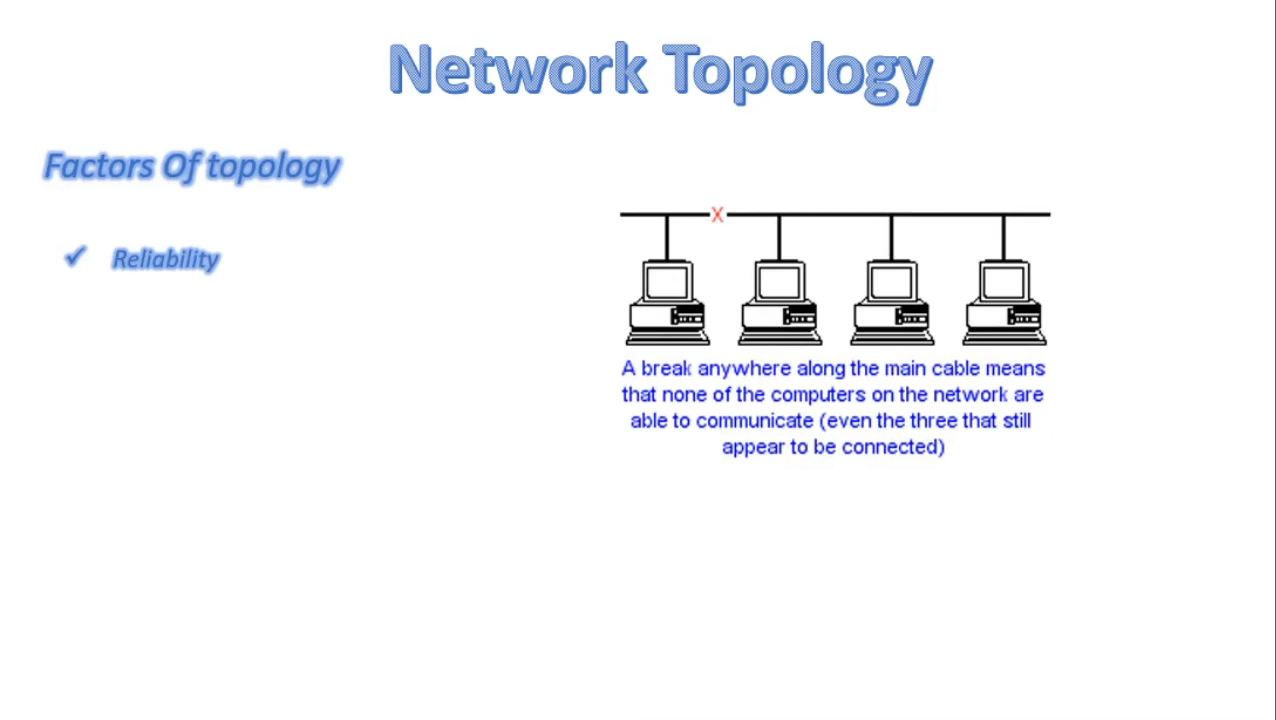 Network Topology
Factors Of topology
✓ Reliability
X
A break anywhere along the main cable means
that none of the computers on the network are
able to communicate (even the three that still
appear to be connected)